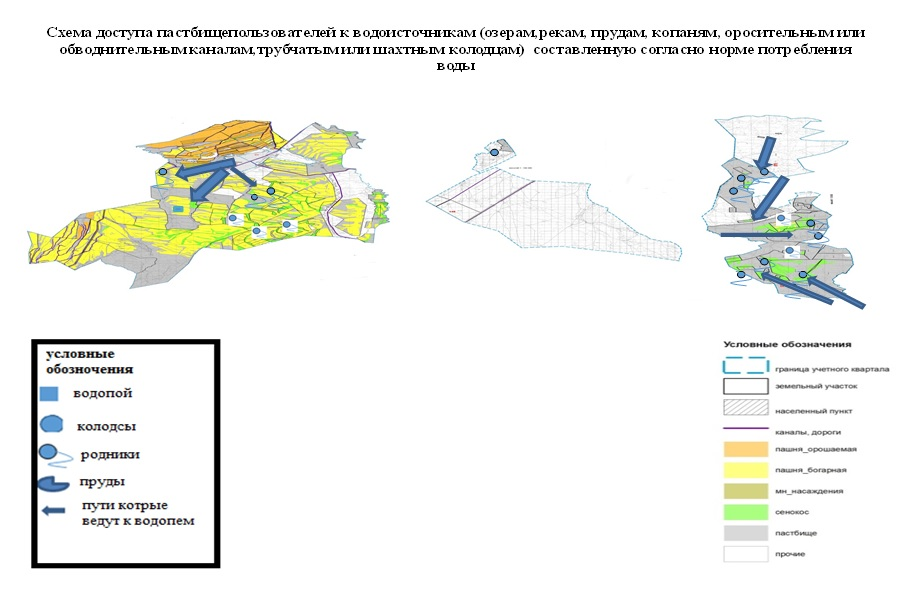 Схема доступа пастбищепользователей к водоисточникам (озерам,рекам, прудам, копаням, оросительным или
обводнительным каналам,трубчатым или шахтным колодцам) составленную согласно норме потребления
воды
условные
обозночения
водопой
колодсы
родники
пруды
пути котрые
ведут к водопем
Условные обозначения
граница учетного квартала
земельный участок
населенный пункт
каналы, дороги
пашня_орошаемая
пашня_богарная
мн_насаждения
сенокос
пастбище
прочие